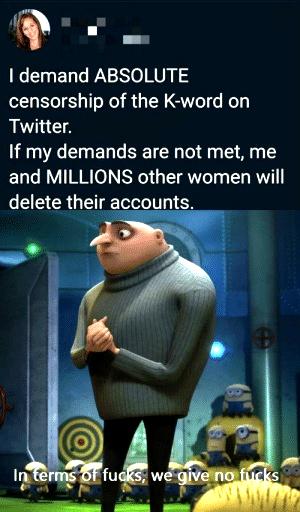 I demand ABSOLUTE
censorship of the K-word on
Twitter.
If my demands are not met, me
and MILLIONS other women will
delete their accounts.
In terms of fucks, we give no fucks